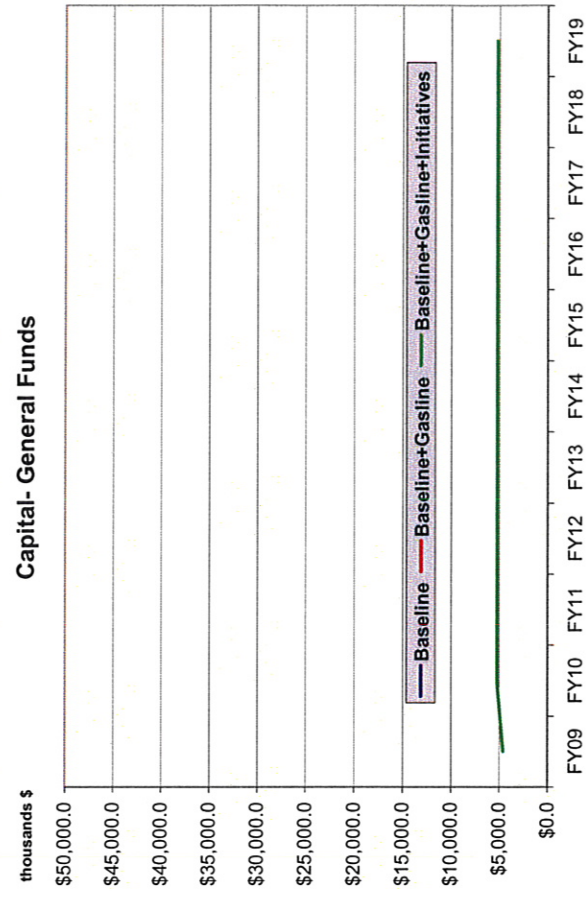 Capital- General Funds
thousands $
$50,000.0
$45,000.0
$40,000.0
$35,000.0
$30,000.0
$25,000.0
$20,000.0
$15,000.0
$10,000.0
$5,000.0
$0.0
Baseline Baseline+Gasline Baseline+Gasline+Initiatives
FY09 FY10 FY11 FY12 FY13 FY14 FY15 FY16 FY17 FY18 FY19